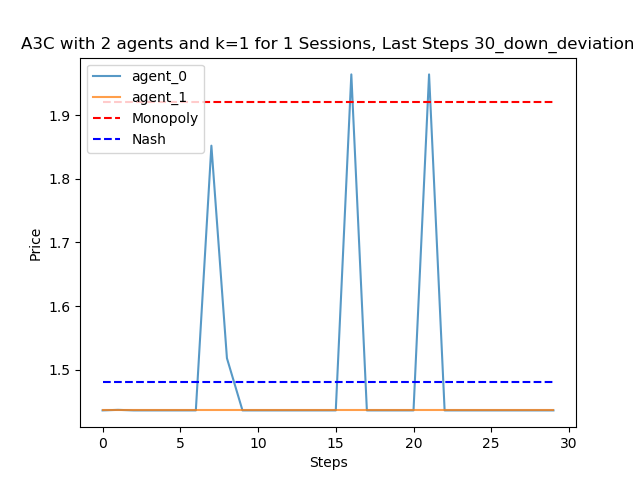 A3C with 2 agents and k=1 for 1 Sessions, Last Steps 30_down_deviation
agent_0
agent_1
Monopoly
Nash
Price
1.9
1.8
1.7
1.6
1.5
0 5 10 15 20 25 30
Steps